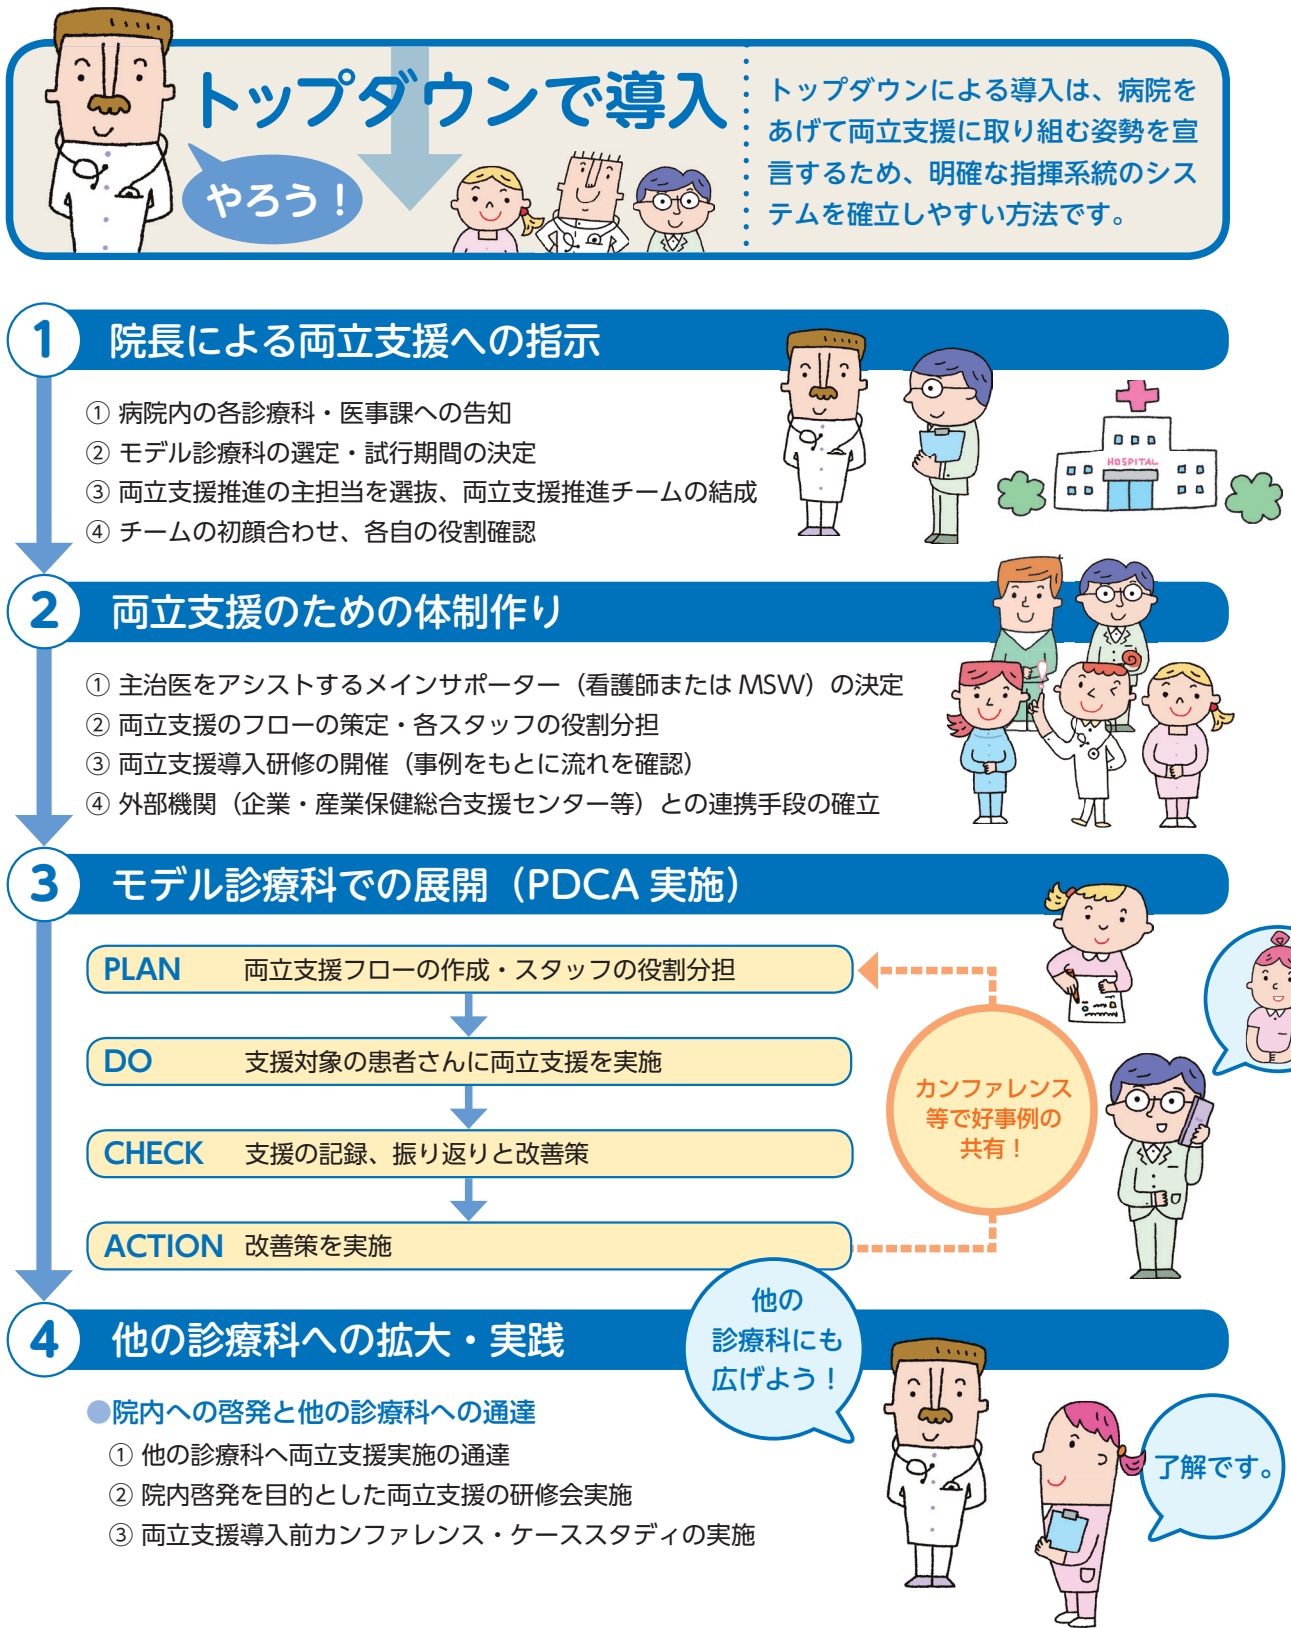 トップダウンで導入
やろう！
トップダウンによる導入は、病院を
あげて両立支援に取り組む姿勢を宣
言するため、明確な指揮系統のシス
テムを確立しやすい方法です。
1 院長による両立支援への指示
① 病院内の各診療科・医事課への告知
② モデル診療科の選定・試行期間の決定
③ 両立支援推進の主担当を選抜、両立支援推進チームの結成
④ チームの初顔合わせ、各自の役割確認
HOSPITAL
2 両立支援のための体制作り
① 主治医をアシストするメインサポーター（看護師または MSW）の決定
② 両立支援のフローの策定・各スタッフの役割分担
③ 両立支援導入研修の開催（事例をもとに流れを確認）
④ 外部機関（企業・産業保健総合支援センター等）との連携手段の確立
3 モデル診療科での展開（PDCA 実施）
PLAN 両立支援フローの作成・スタッフの役割分担
DO 支援対象の患者さんに両立支援を実施
CHECK 支援の記録、振り返りと改善策
ACTION 改善策を実施
カンファレンス
等で好事例の
共有！
4 他の診療科への拡大・実践
他の
診療科にも
広げよう！
●院内への啓発と他の診療科への通達
① 他の診療科へ両立支援実施の通達
② 院内啓発を目的とした両立支援の研修会実施
③ 両立支援導入前カンファレンス・ケーススタディの実施
了解です。